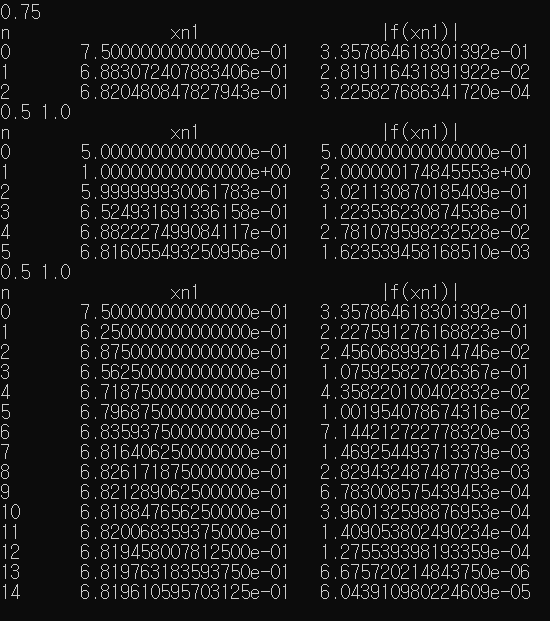 0.75
n xn1 |f(xn1)|
0 7.500000000000000e-01 3.357864618301392e-01
1 6.883072407883406e-01 2.819116431891922e-02
2 6.820480847827943e-01 3.225827686341720e-04
0.5 1.0
n xn1 |f(xn1)|
0 5.000000000000000e-01 5.000000000000000e-01
1 1.000000000000000e+00 2.000000174845553e+00
2 5.999999930061783e-01 3.021130870185409e-01
3 6.524931691336158e-01 1.223536230874536e-01
4 6.882227499084117e-01 2.781079598232528e-02
5 6.816055493250956e-01 1.623539458168510e-03
0.5 1.0
n xn1 |f(xn1)|
0 7.500000000000000e-01 3.357864618301392e-01
1 6.250000000000000e-01 2.227591276168823e-01
2 6.875000000000000e-01 2.456068992614746e-02
3 6.562500000000000e-01 1.075925827026367e-01
4 6.718750000000000e-01 4.358220100402832e-02
5 6.796875000000000e-01 1.001954078674316e-02
6 6.835937500000000e-01 7.144212722778320e-03
7 6.816406250000000e-01 1.469254493713379e-03
8 6.826171875000000e-01 2.829432487487793e-03
9 6.821289062500000e-01 6.783008575439453e-04
10 6.818847656250000e-01 3.960132598876953e-04
11 6.820068359375000e-01 1.409053802490234e-04
12 6.819458007812500e-01 1.275539398193359e-04
13 6.819763183593750e-01 6.675720214843750e-06
14 6.819610595703125e-01 6.043910980224609e-05